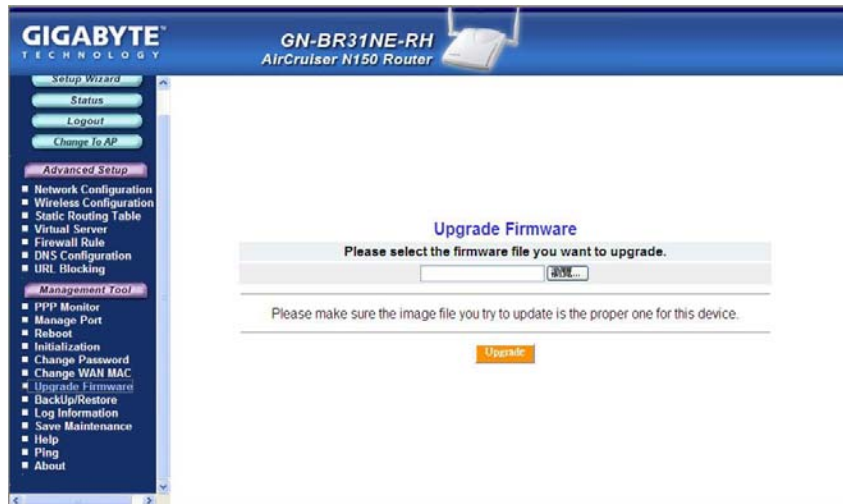 GIGABYTE™
TECHNOLOGY
GN-BR31NE-RH
AirCruiser N150 Router
Setup Wizard
Status
Logout
Change To AP
Advanced Setup
Network Configuration
Wireless Configuration
Static Routing Table
Virtual Server
Firewall Rule
DNS Configuration
URL Blocking
Management Tool
PPP Monitor
Manage Port
Reboot
Initialization
Change Password
Change WAN MAC
Upgrade Firmware
BackUp/Restore
Log Information
Save Maintenance
Help
Ping
About
Upgrade Firmware
Please select the firmware file you want to upgrade.
Please make sure the image file you try to update is the proper one for this device.
Upgrade